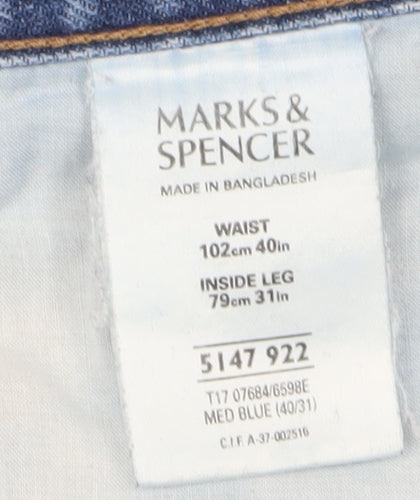 MARKS &
SPENCER
MADE IN BANGLADESH
WAIST
102cm 40in
INSIDE LEG
79cm 31in
5147 922
T17 07684/6598E
MED BLUE (40/31)
C.I.F. A-37-002516